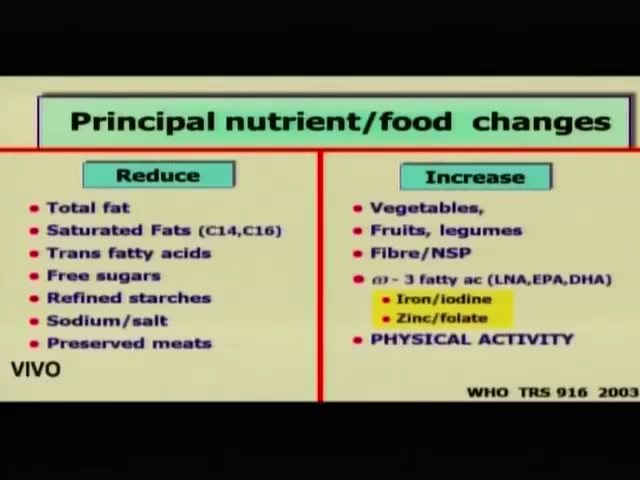 Principal nutrient/food changes
Reduce
Total fat
Saturated Fats (C14,C16)
Trans fatty acids
Free sugars
Refined starches
Sodium/salt
Preserved meats
VIVO
Increase
Vegetables,
Fruits, legumes
Fibre/NSP
ω - 3 fatty ac (LNA,EPA,DHA)
Iron/iodine
Zinc/folate
PHYSICAL ACTIVITY
WHO TRS 916 2003